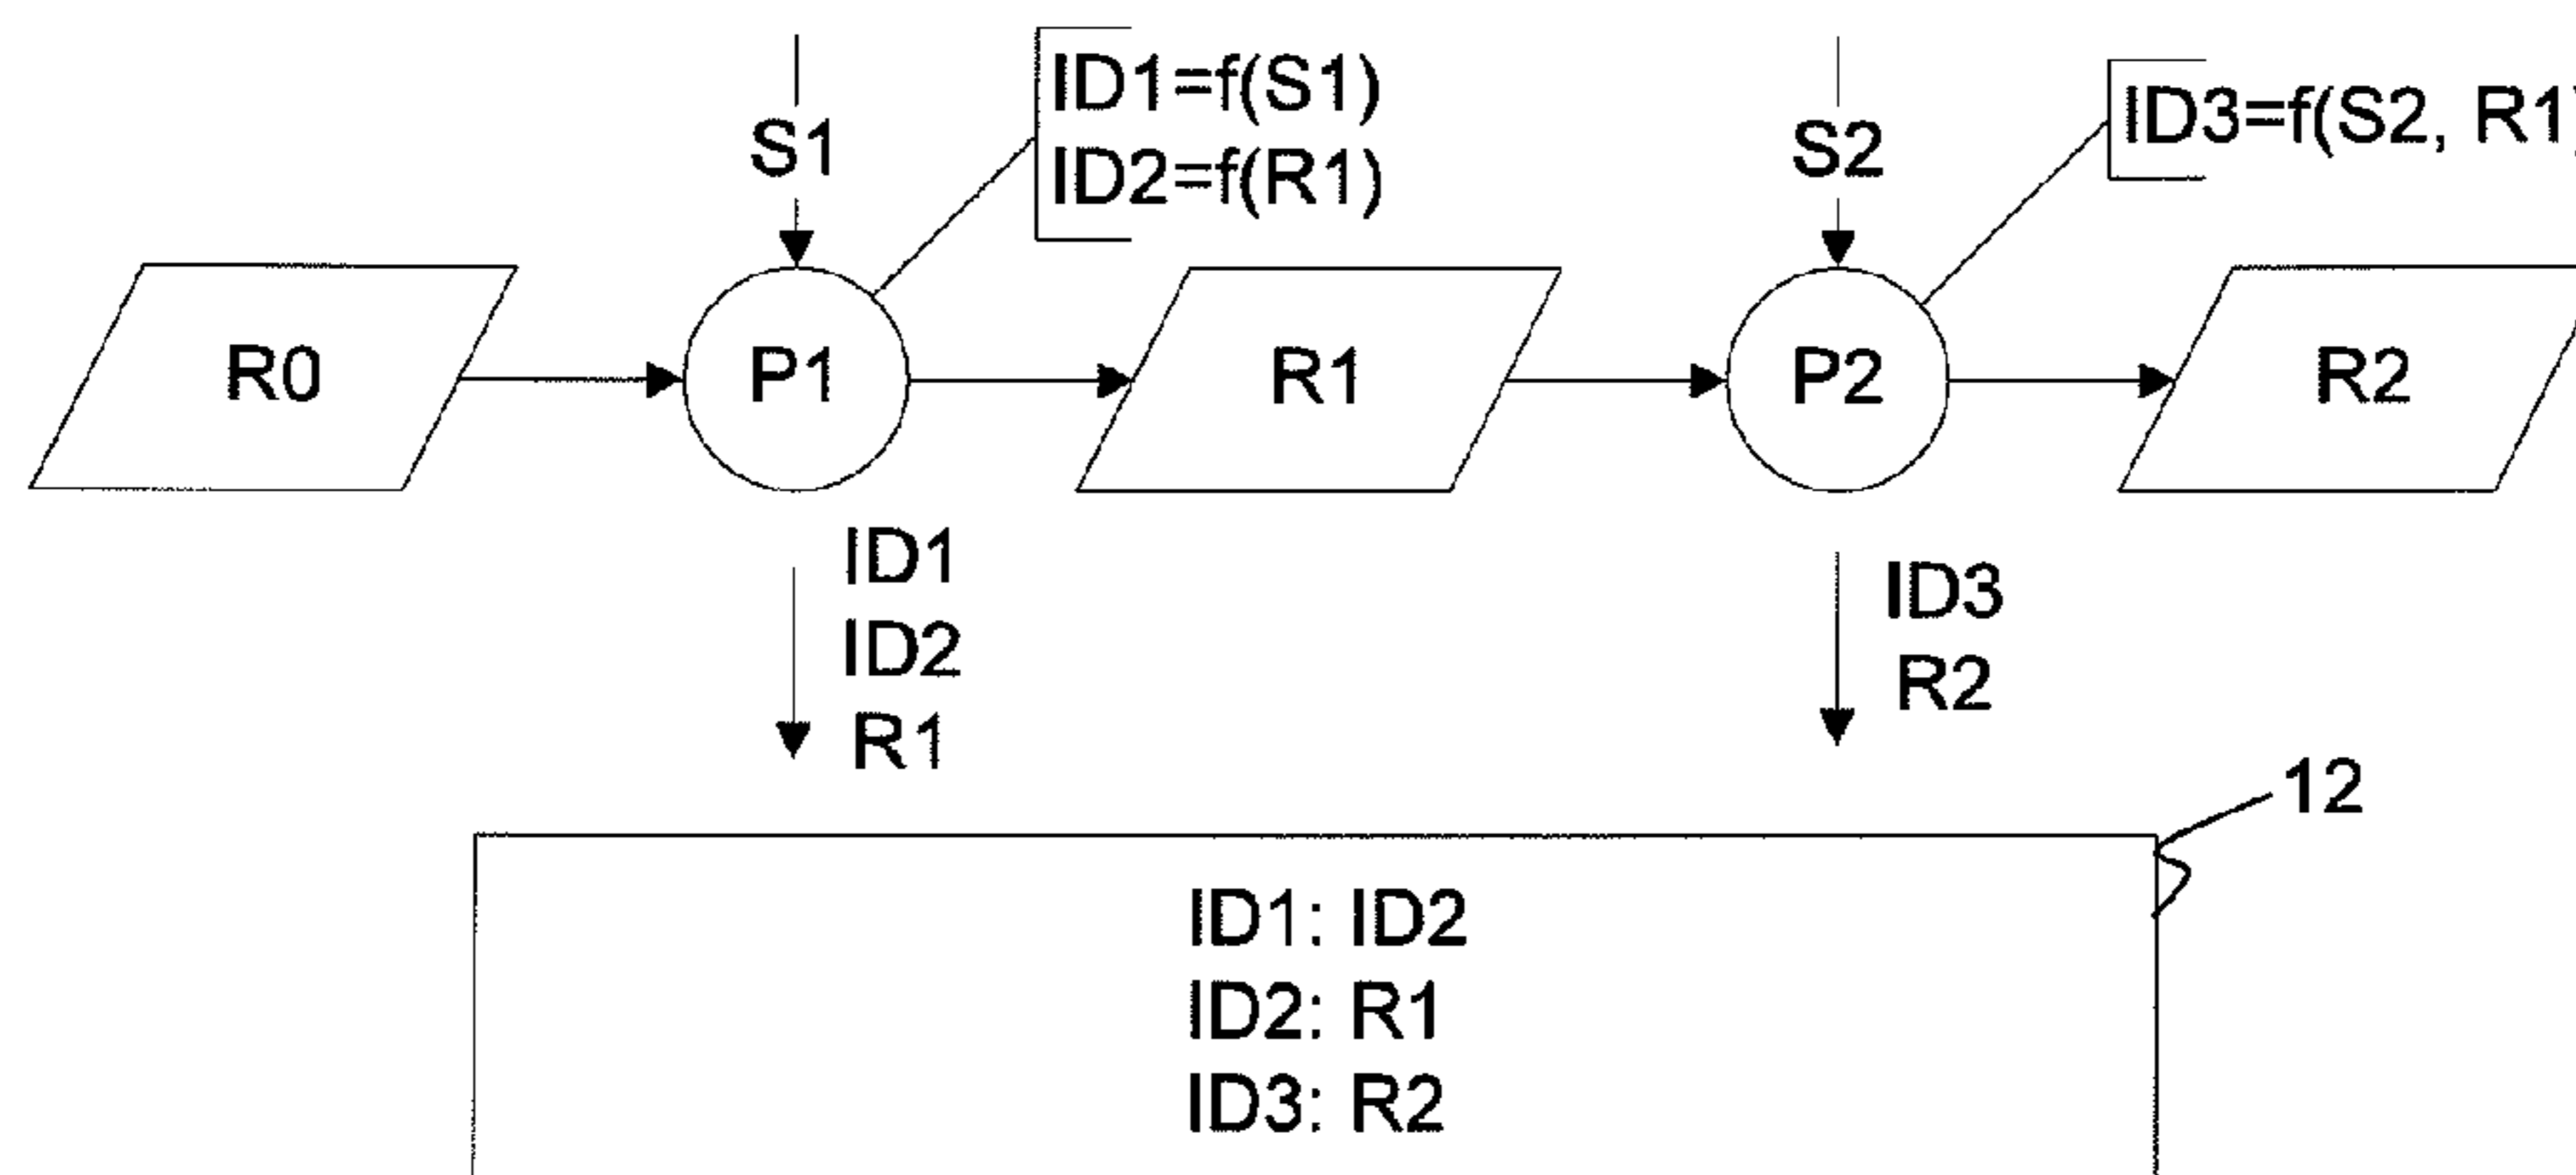 S1
ID1=f(S1)
ID2=f(R1)
S2
ID3=f(S2, R1)
R0
P1
R1
P2
R2
ID1
ID2
R1
ID3
R2
12
ID1: ID2
ID2: R1
ID3: R2